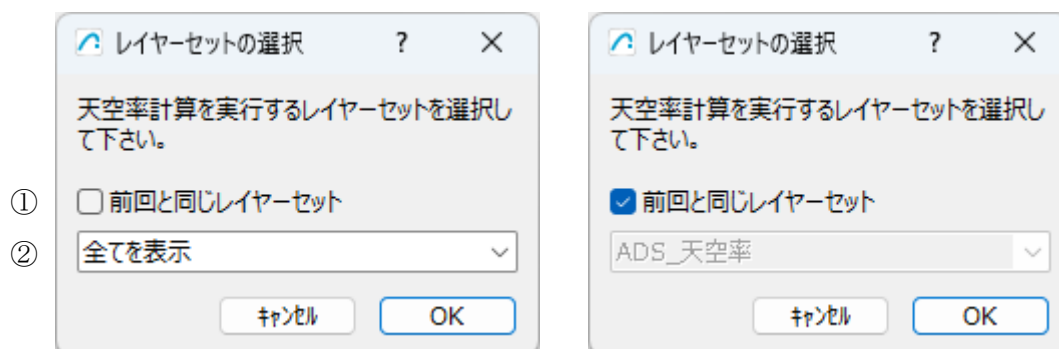 レイヤーセットの選択 ? ×
天空率計算を実行するレイヤーセットを選択し
て下さい。
① 前回と同じレイヤーセット
② 全てを表示
ｷｬﾝｾﾙ OK
レイヤーセットの選択 ? ×
天空率計算を実行するレイヤーセットを選択し
て下さい。
前回と同じレイヤーセット
ADS_天空率
ｷｬﾝｾﾙ OK